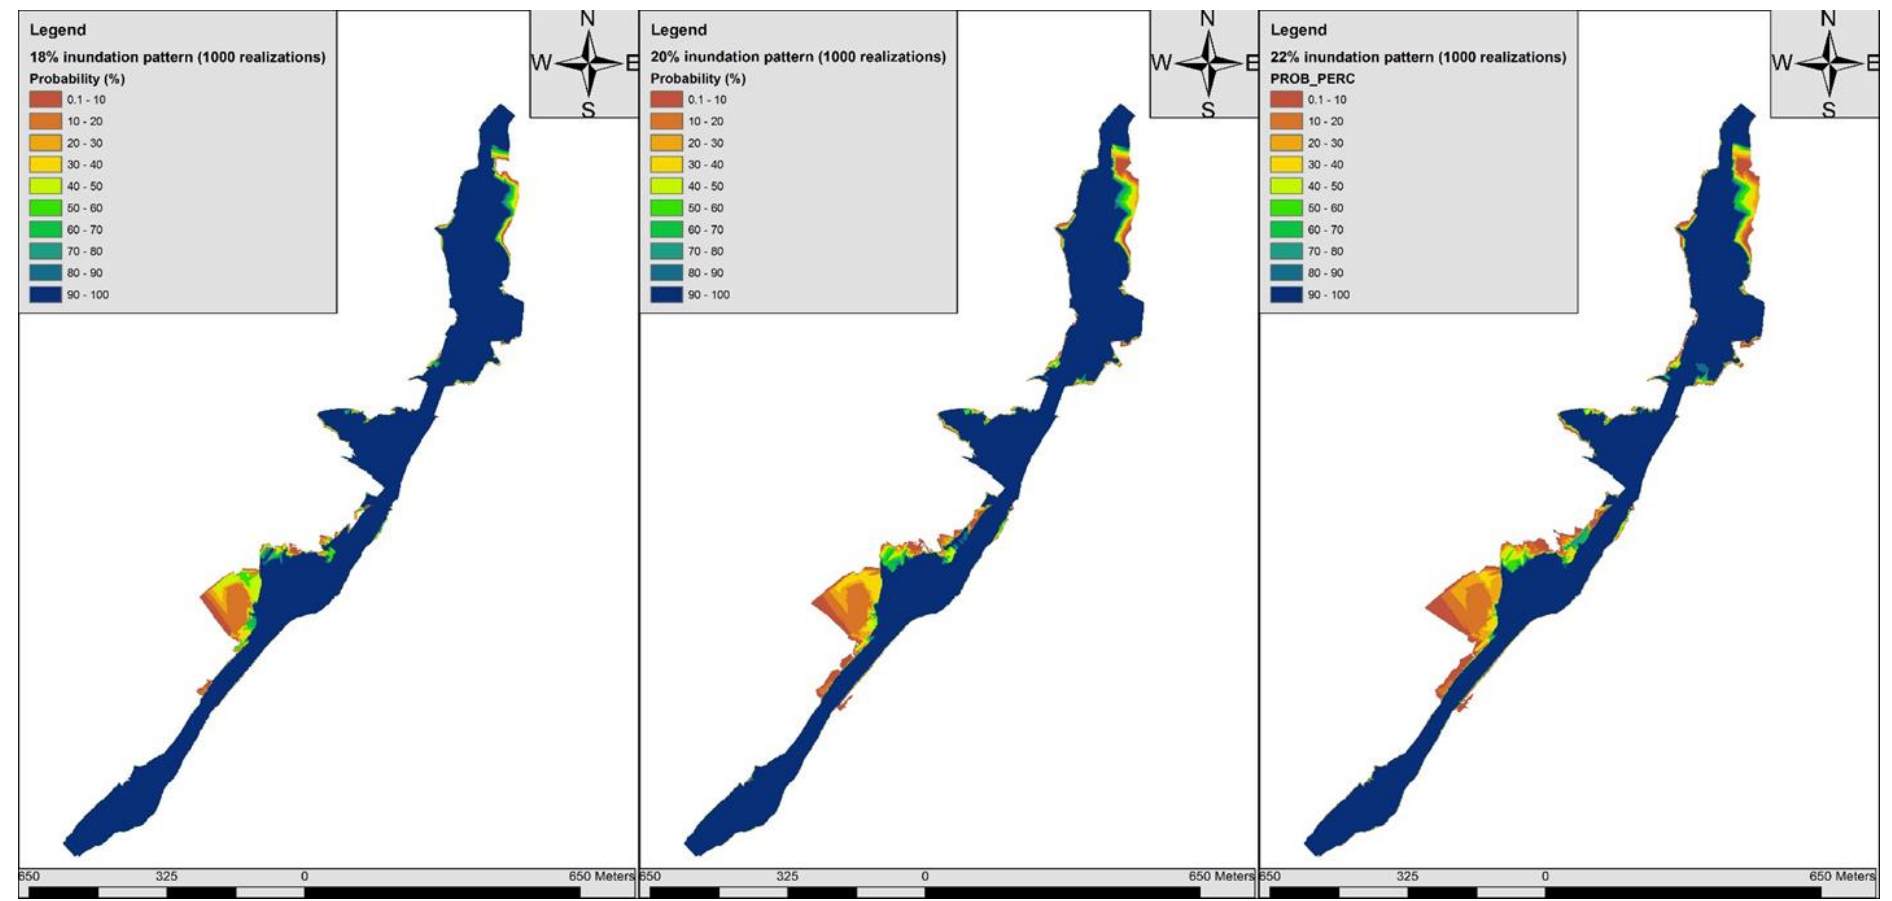 Legend
18% inundation pattern (1000 realizations)
Probability (%)
0.1 - 10
10 - 20
20 - 30
30 - 40
40 - 50
50 - 60
60 - 70
70 - 80
80 - 90
90 - 100
N
W E
S
650 325 0 650 Meters
Legend
20% inundation pattern (1000 realizations)
Probability (%)
0.1 - 10
10 - 20
20 - 30
30 - 40
40 - 50
50 - 60
60 - 70
70 - 80
80 - 90
90 - 100
N
W E
S
650 325 0 650 Meters
Legend
22% inundation pattern (1000 realizations)
PROB_PERC
0.1 - 10
10 - 20
20 - 30
30 - 40
40 - 50
50 - 60
60 - 70
70 - 80
80 - 90
90 - 100
N
W E
S
650 325 0 650 Meters